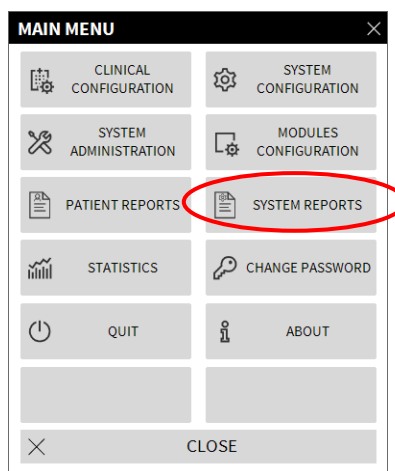 MAIN MENU
CLINICAL
CONFIGURATION
SYSTEM
CONFIGURATION
SYSTEM
ADMINISTRATION
MODULES
CONFIGURATION
PATIENT REPORTS
SYSTEM REPORTS
STATISTICS
CHANGE PASSWORD
QUIT
ABOUT
CLOSE